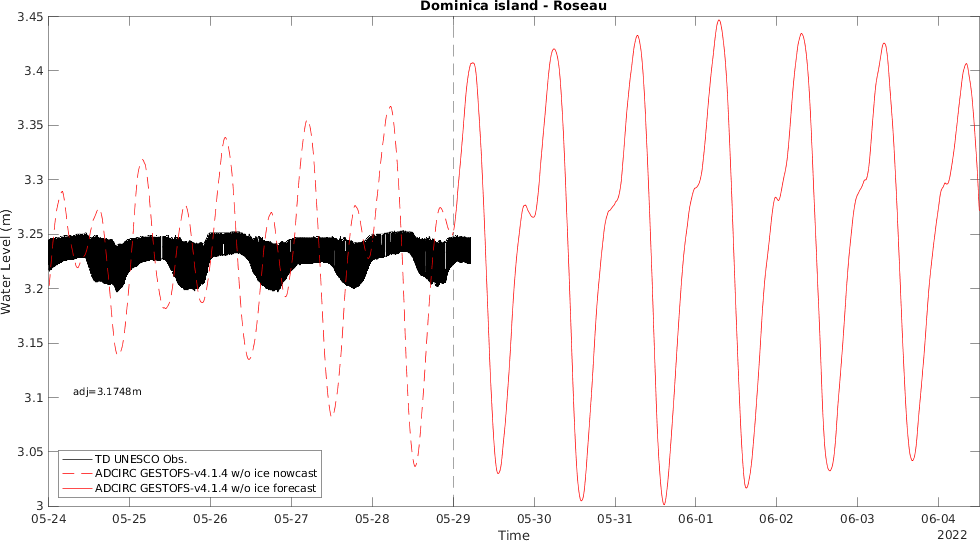 Dominica island - Roseau
3.45
3.4
3.35
3.3
3.25
3.2
3.15
3.1
3.05
3
Water Level (m)
adj=3.1748m
TD UNESCO Obs.
ADCIRC GESTOFS-v4.1.4 w/o ice nowcast
ADCIRC GESTOFS-v4.1.4 w/o ice forecast
05-24 05-25 05-26 05-27 05-28 05-29 05-30 05-31 06-01 06-02 06-03 06-04
Time
2022